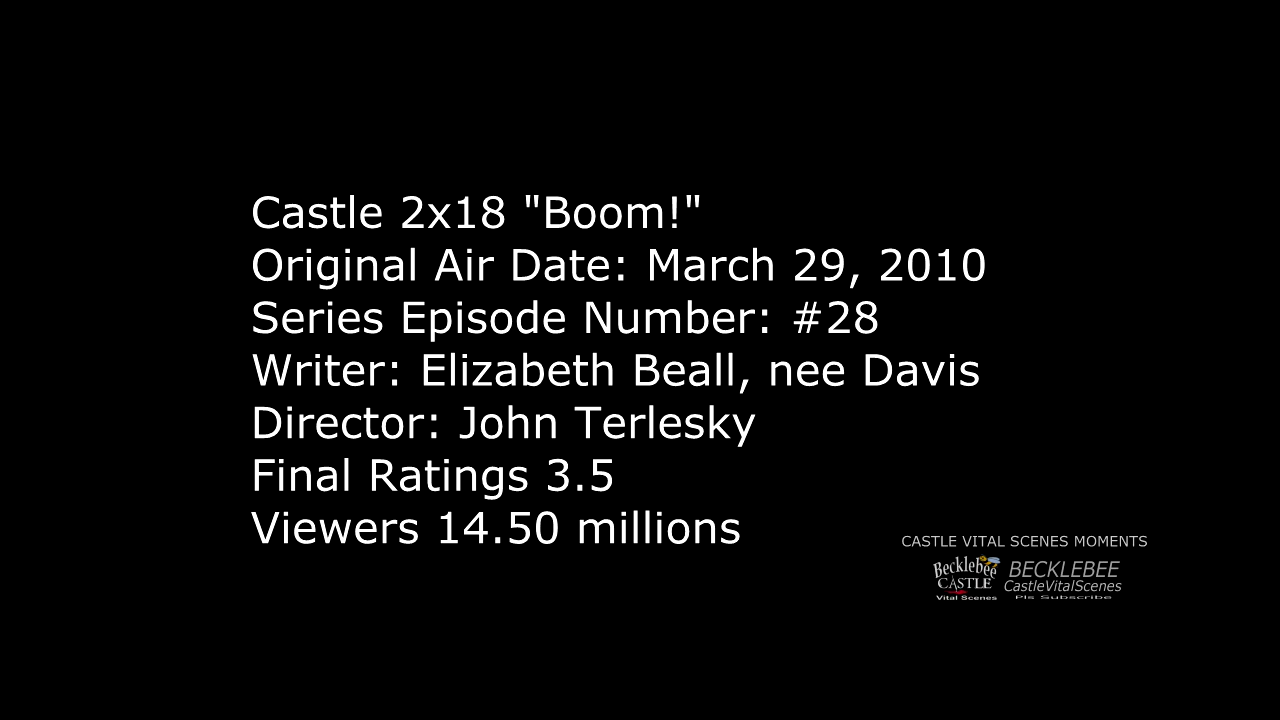 Castle 2x18 "Boom!"
Original Air Date: March 29, 2010
Series Episode Number: #28
Writer: Elizabeth Beall, nee Davis
Director: John Terlesky
Final Ratings 3.5
Viewers 14.50 millions
CASTLE VITAL SCENES MOMENTS
Becklebee
CASTLE
Vital Scenes
BECKLEBEE
CastleVitalScenes
Pls Subscribe